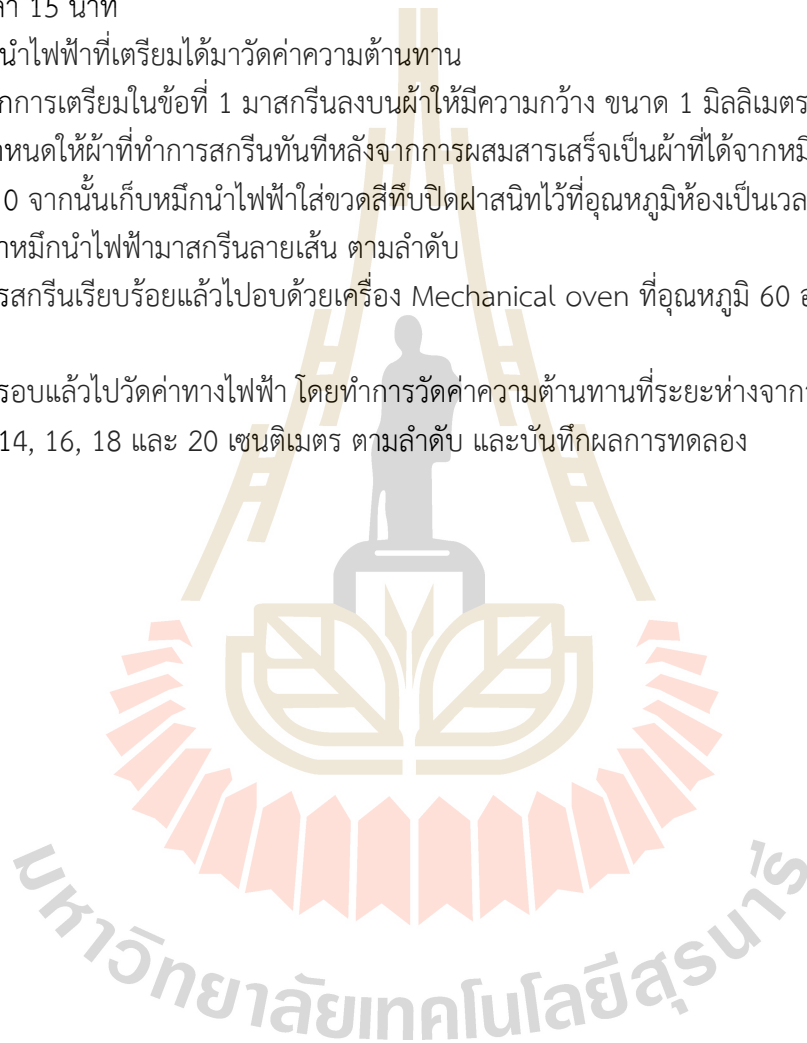 ลา 15 นาที
นำไฟฟ้าที่เตรียมได้มาวัดค่าความต้านทาน
กการเตรียมในข้อที่ 1 มาสกรีนลงบนผ้าให้มีความกว้าง ขนาด 1 มิลลิเมตร
ำหนดให้ผ้าที่ทำการสกรีนทันทีหลังจากการผสมสารเสร็จเป็นผ้าที่ได้จากหมึ
0 จากนั้นเก็บหมึกนำไฟฟ้าใส่ขวดสีทึบปิดฝาสนิทไว้ที่อุณหภูมิห้องเป็นเวล
าหมึกนำไฟฟ้ามาสกรีนลายเส้น ตามลำดับ
รสกรีนเรียบร้อยแล้วไปอบด้วยเครื่อง Mechanical oven ที่อุณหภูมิ 60 อ
รอบแล้วไปวัดค่าทางไฟฟ้า โดยทำการวัดค่าความต้านทานที่ระยะห่างจาก
14, 16, 18 และ 20 เซนติเมตร ตามลำดับ และบันทึกผลการทดลอง
มหาวิทยาลัยเทคโนโลยีสุรนารี